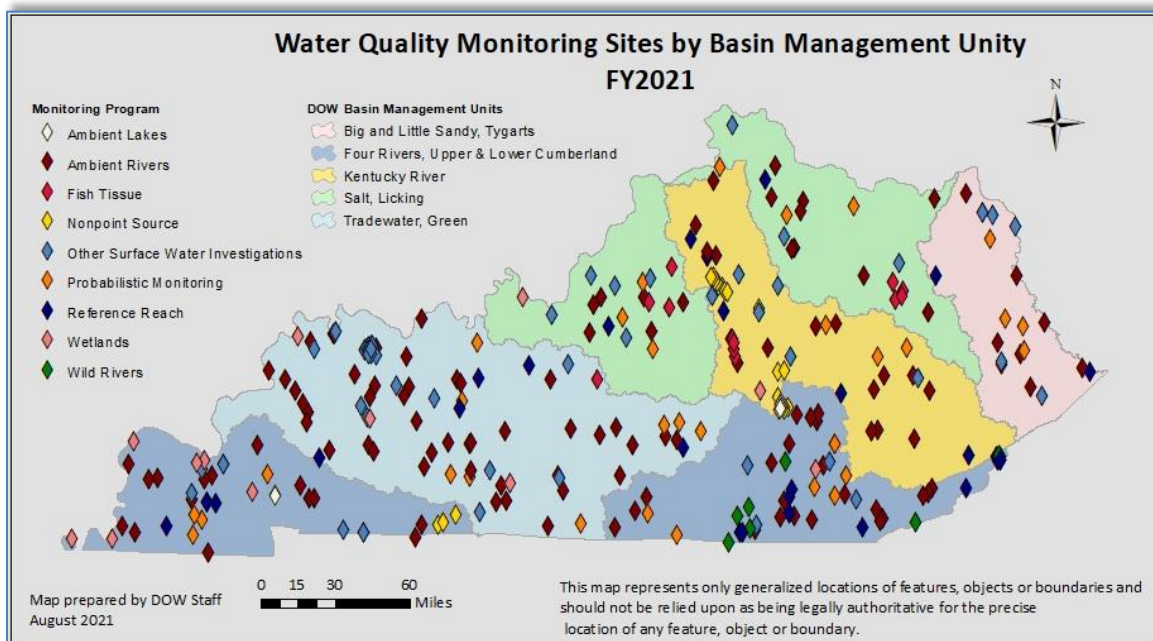 Water Quality Monitoring Sites by Basin Management Unity
FY2021
N
Monitoring Program
Ambient Lakes
Ambient Rivers
Fish Tissue
Nonpoint Source
Other Surface Water Investigations
Probabilistic Monitoring
Reference Reach
Wetlands
Wild Rivers
DOW Basin Management Units
Big and Little Sandy, Tygarts
Four Rivers, Upper & Lower Cumberland
Kentucky River
Salt, Licking
Tradewater, Green
0 15 30 60
Miles
Map prepared by DOW Staff
August 2021
This map represents only generalized locations of features, objects or boundaries and
should not be relied upon as being legally authoritative for the precise
location of any feature, object or boundary.